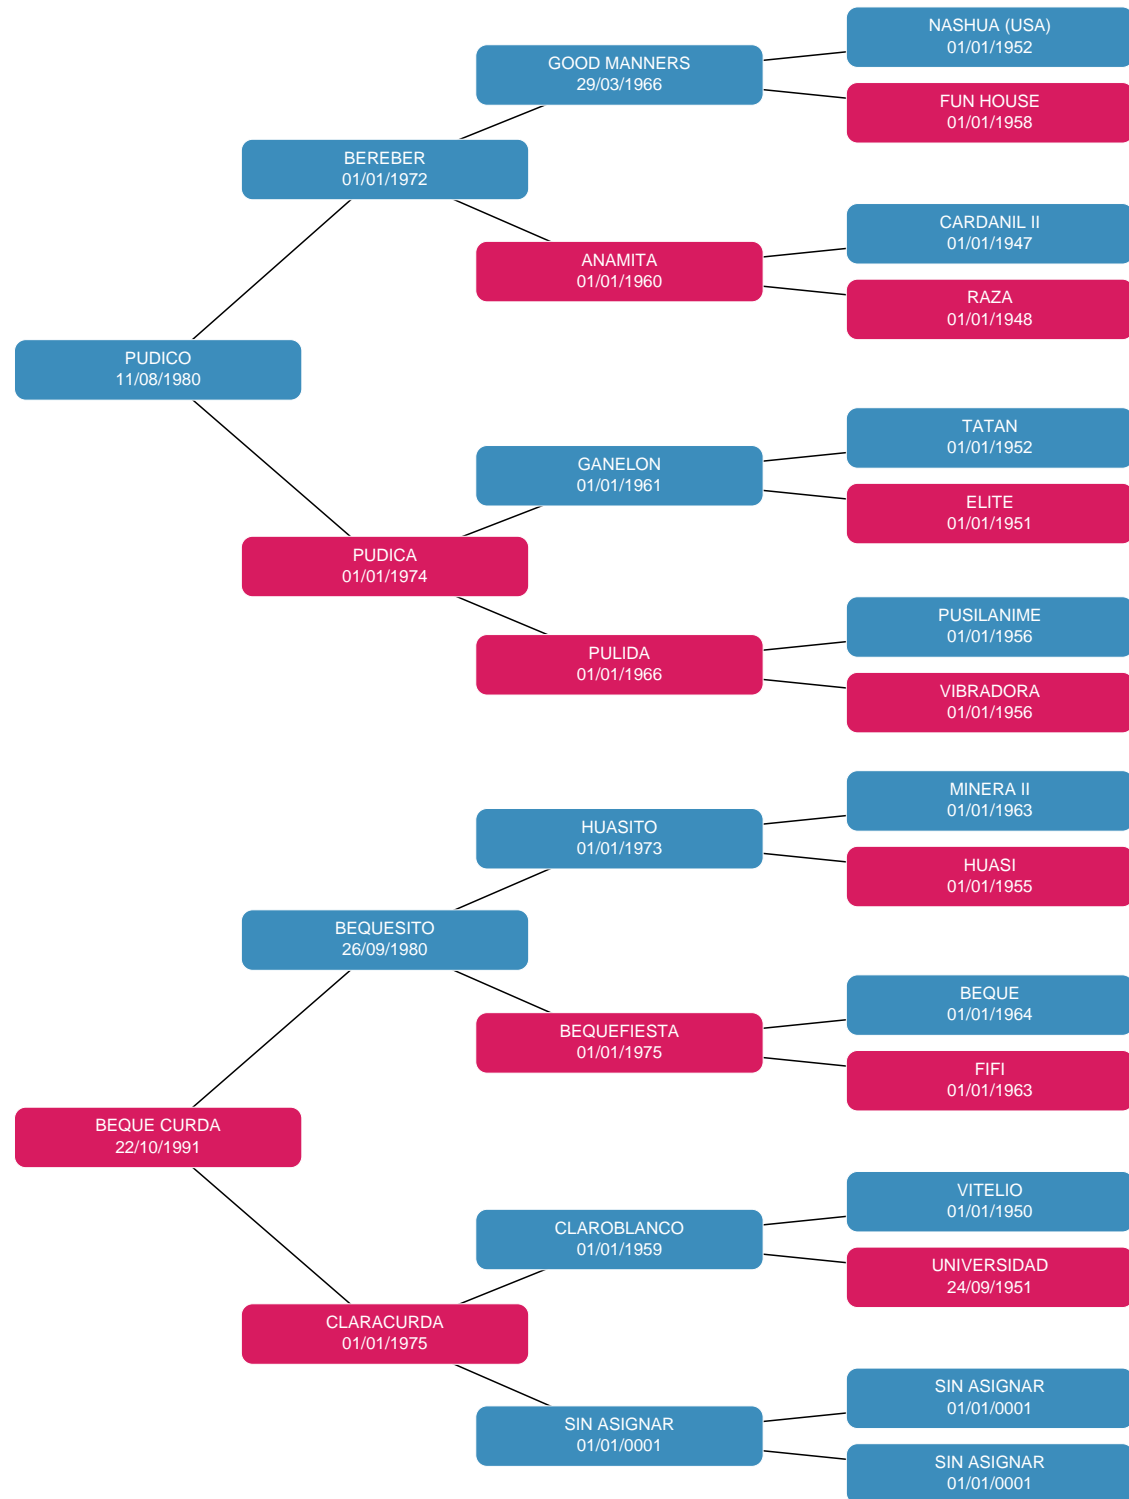 NASHUA (USA)
01/01/1952
GOOD MANNERS
29/03/1966
FUN HOUSE
01/01/1958
BEREBER
01/01/1972
CARDANIL II
01/01/1947
ANAMITA
01/01/1960
RAZA
01/01/1948
PUDICO
11/08/1980
TATAN
01/01/1952
GANELON
01/01/1961
ELITE
01/01/1951
PUDICA
01/01/1974
PUSILANIME
01/01/1956
PULIDA
01/01/1966
VIBRADORA
01/01/1956
MINERA II
01/01/1963
HUASITO
01/01/1973
HUASI
01/01/1955
BEQUESITO
26/09/1980
BEQUE
01/01/1964
BEQUEFIESTA
01/01/1975
FIFI
01/01/1963
BEQUE CURDA
22/10/1991
VITELIO
01/01/1950
CLAROBLANCO
01/01/1959
UNIVERSIDAD
24/09/1951
CLARACURDA
01/01/1975
SIN ASIGNAR
01/01/0001
SIN ASIGNAR
01/01/0001
SIN ASIGNAR
01/01/0001